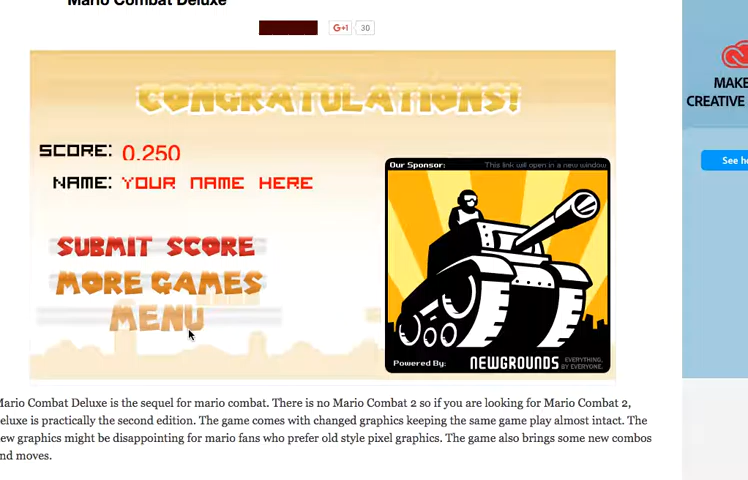 Mario Combat Deluxe
G+1 30
CONGRATULATIONS!
SCORE: 0.250
NAME: YOUR NAME HERE
Our Sponsor: This link will open in a new window
SUBMIT SCORE
MORE GAMES
MENU
Powered By: NEWGROUNDS EVERYTHING, BY EVERYONE.
MAKE
CREATIVE
See ho
Mario Combat Deluxe is the sequel for mario combat. There is no Mario Combat 2 so if you are looking for Mario Combat 2,
eluxe is practically the second edition. The game comes with changed graphics keeping the same game play almost intact. The
ew graphics might be disappointing for mario fans who prefer old style pixel graphics. The game also brings some new combos
nd moves.